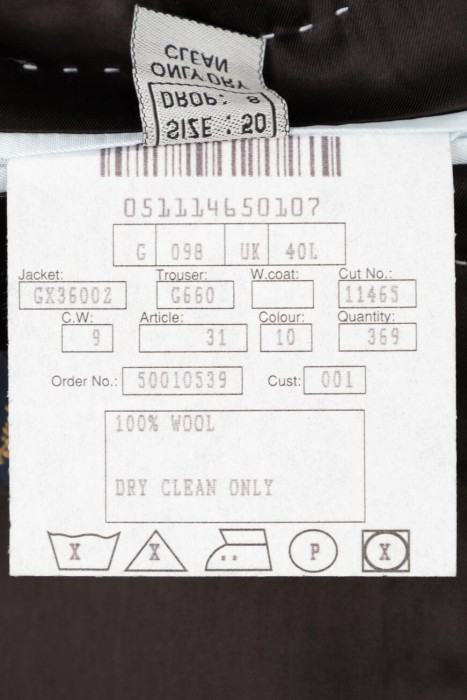 CLEAN
ONLY DRY
DROP: 8
SIZE : 50
051114650107
G 098 UK 40L
Jacket: Trouser: W.coat: Cut No.:
GX36002 G660 11465
C.W: Article: Colour: Quantity:
9 31 10 369
Order No.: 50010539 Cust: 001
100% WOOL
DRY CLEAN ONLY
X X P X